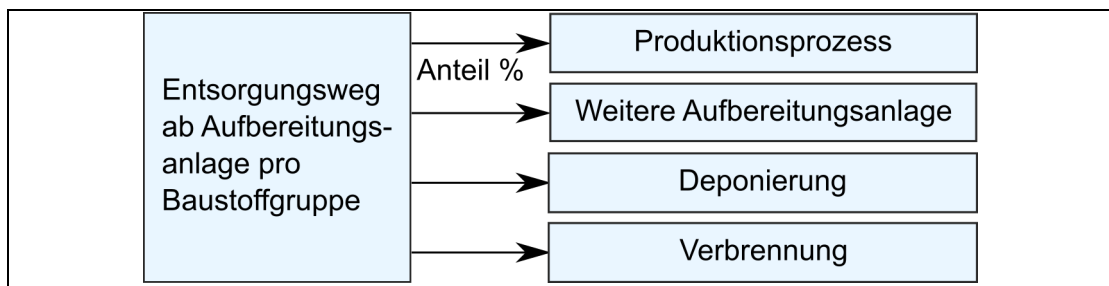 Entsorgungsweg
ab Aufbereitungs-
anlage pro
Baustoffgruppe
Anteil %
Produktionsprozess
Weitere Aufbereitungsanlage
Deponierung
Verbrennung